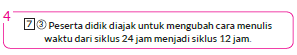 4
7 ③ Peserta didik diajak untuk mengubah cara menulis
waktu dari siklus 24 jam menjadi siklus 12 jam.